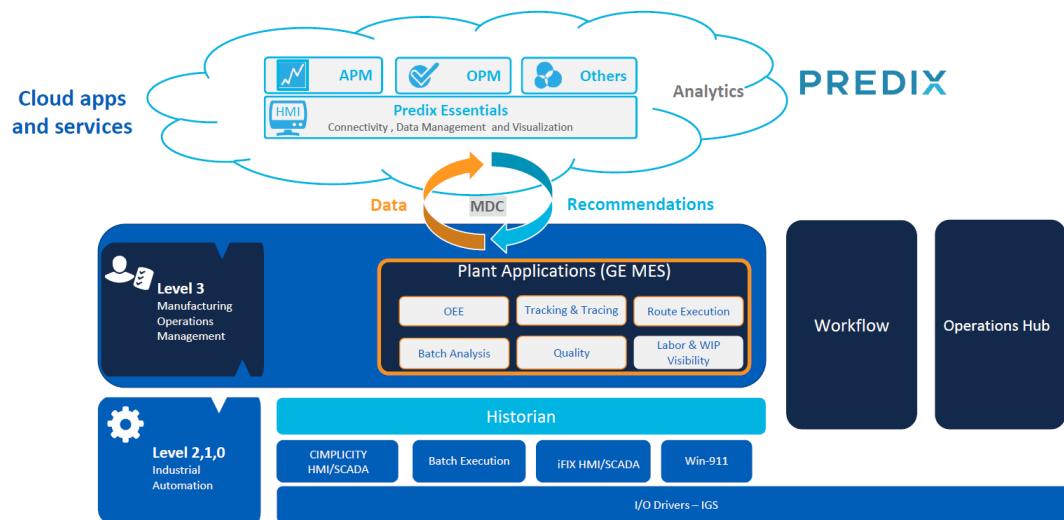 Cloud apps
and services
APM
OPM
Others
HMI
Predix Essentials
Connectivity , Data Management and Visualization
Analytics
PREDIX
Data
MDC
Recommendations
Level 3
Manufacturing
Operations
Management
Plant Applications (GE MES)
OEE
Tracking & Tracing
Route Execution
Batch Analysis
Quality
Labor & WIP
Visibility
Workflow
Operations Hub
Level 2,1,0
Industrial
Automation
Historian
CIMPLICITY
HMI/SCADA
Batch Execution
iFIX HMI/SCADA
Win-911
I/O Drivers – IGS